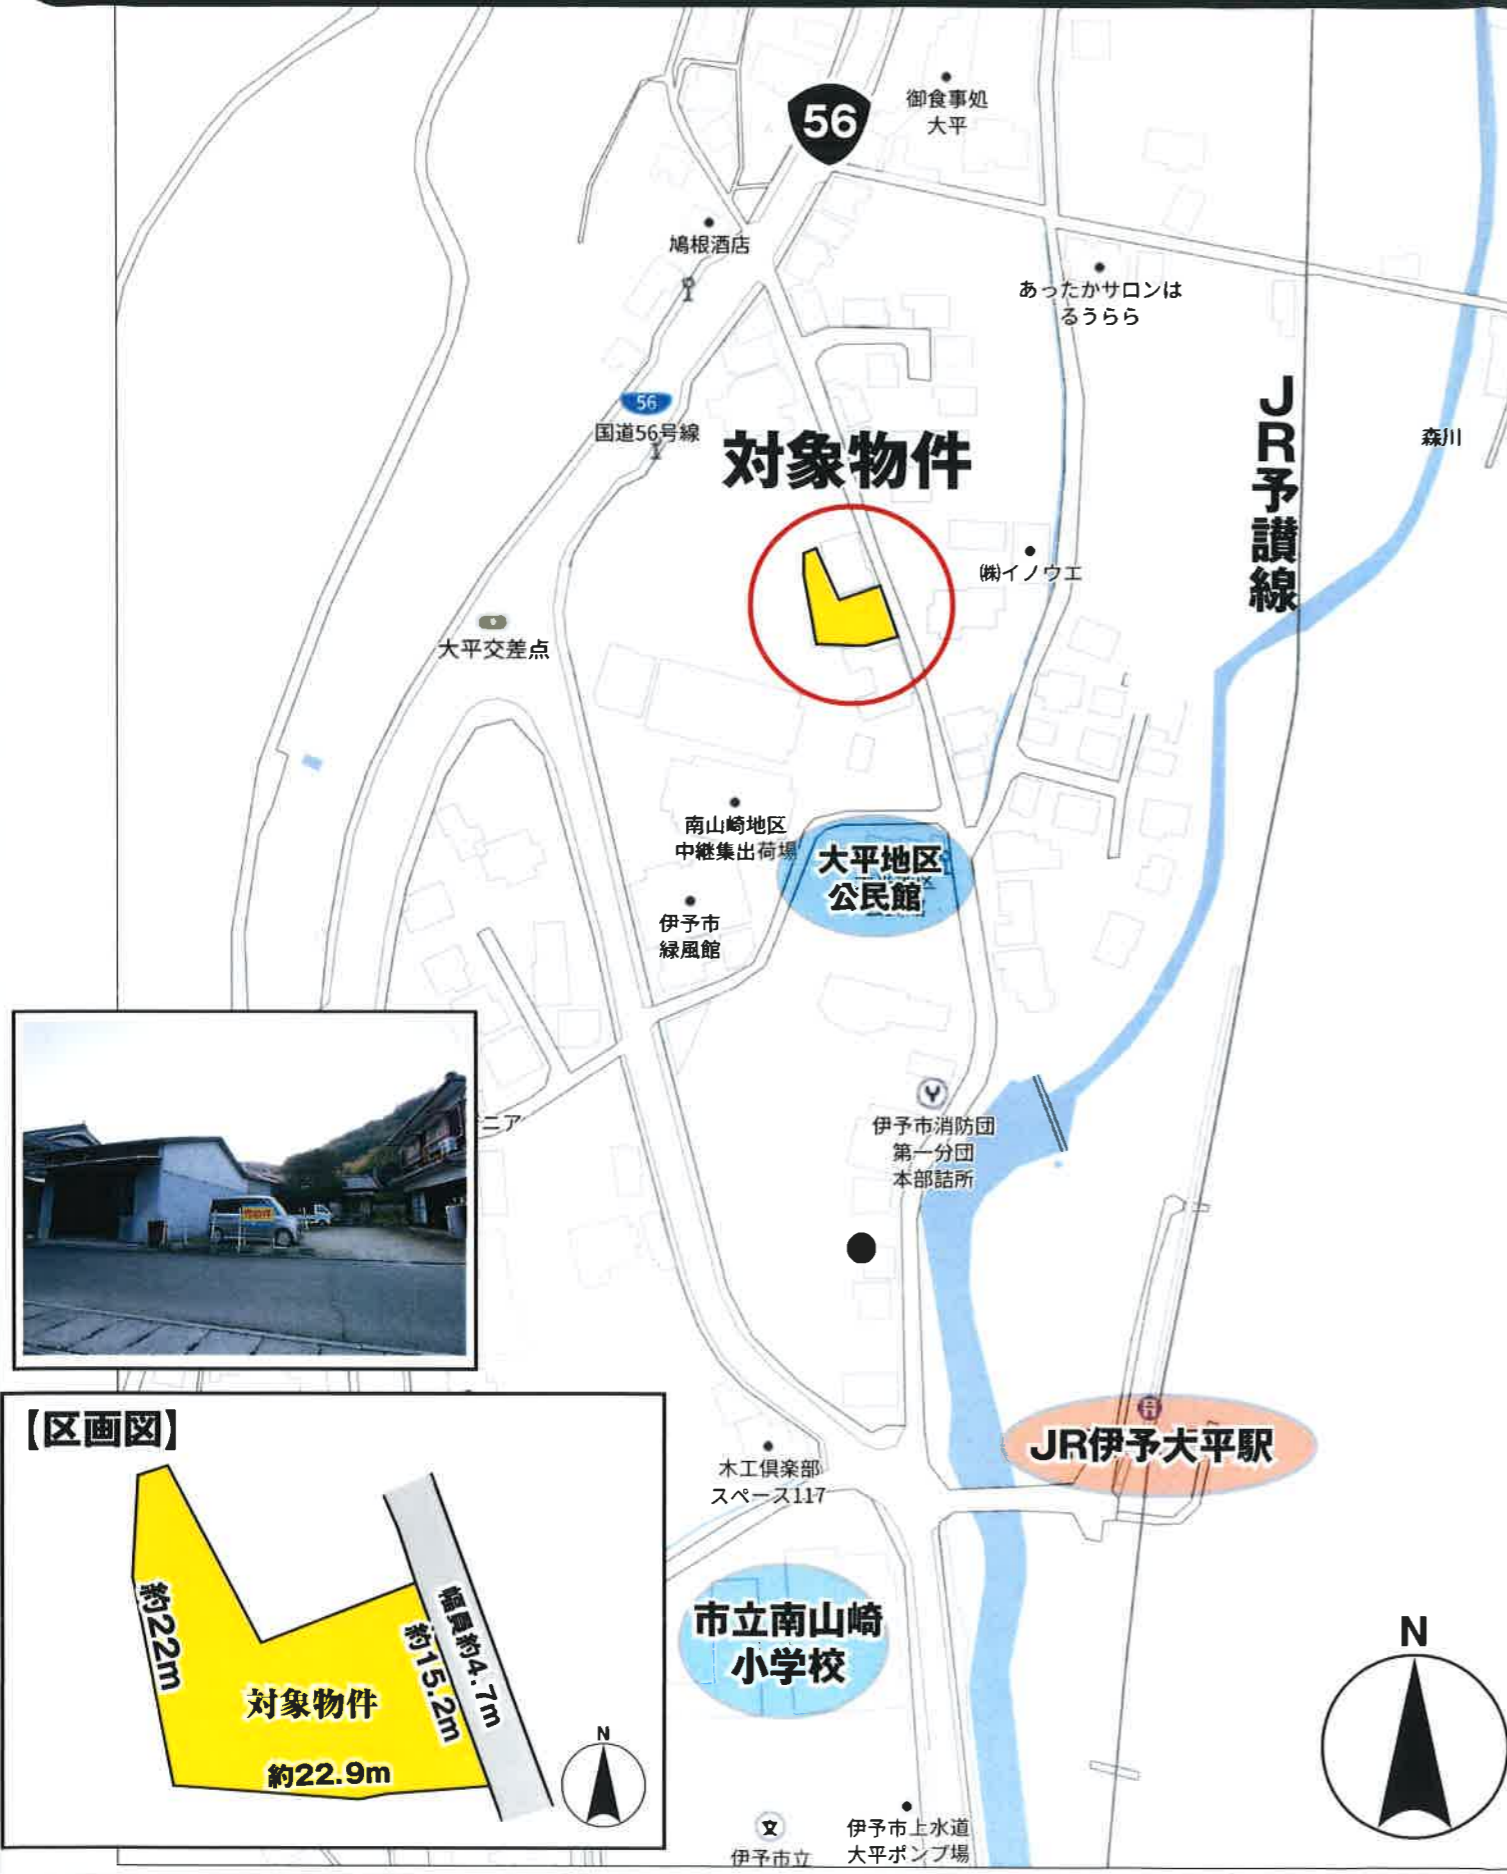 56
御食事処
大平
鳩根酒店
あったかサロンは
るうらら
56
国道56号線
対象物件
JR予讃線
森川
㈱イノウエ
大平交差点
南山崎地区
中継集出荷場
大平地区
公民館
伊予市
緑風館
ニア
伊予市消防団
第一分団
本部詰所
JR伊予大平駅
木工倶楽部
スペース117
市立南山崎
小学校
N
伊予市上水道
大平ポンプ場
文
伊予市立
【区画図】
約22m
幅員約4.7m
約15.2m
対象物件
約22.9m
N